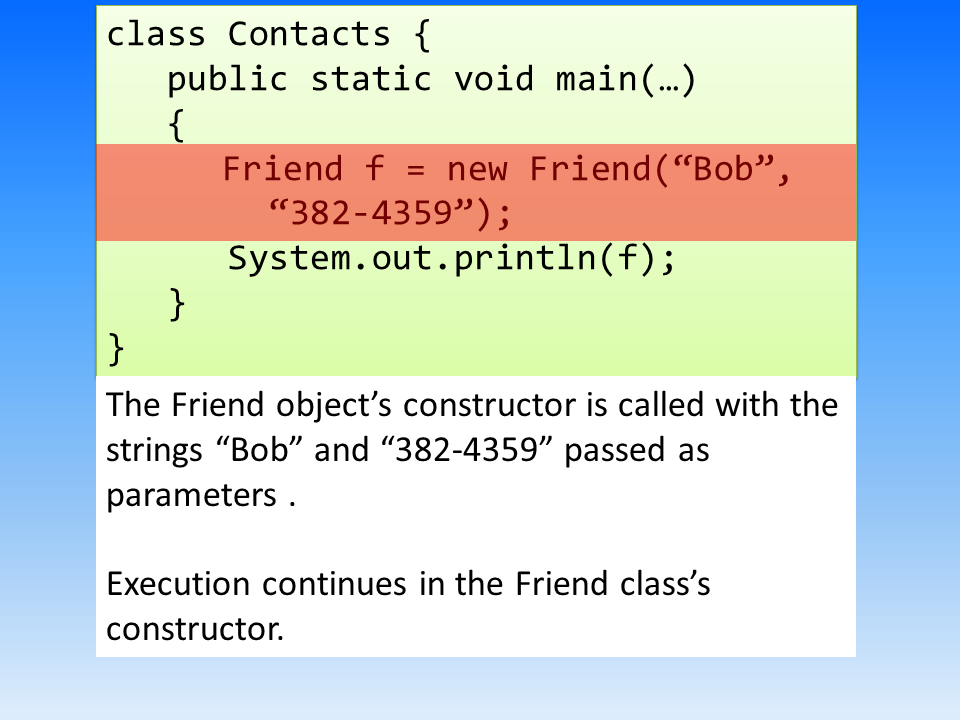 class Contacts {
public static void main(…)
{
Friend f = new Friend(“Bob”,
“382-4359”);
System.out.println(f);
}
}
The Friend object’s constructor is called with the
strings “Bob” and “382-4359” passed as
parameters .
Execution continues in the Friend class’s
constructor.